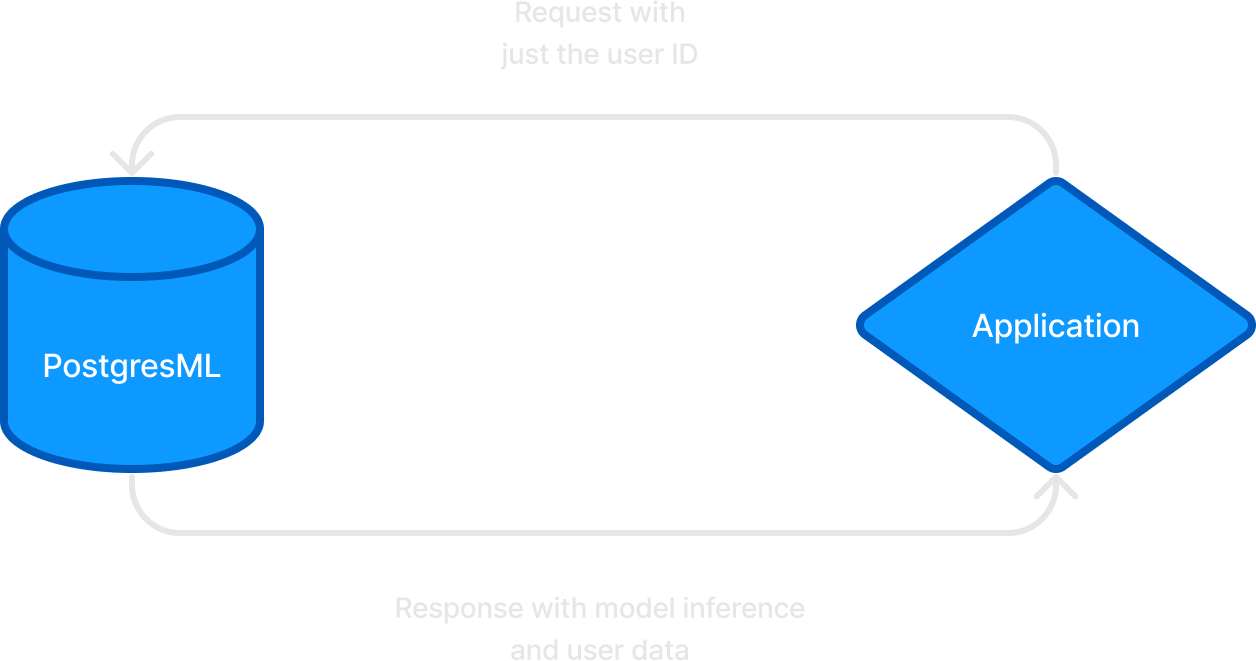 Request with
just the user ID
PostgresML
Application
Response with model inference
and user data